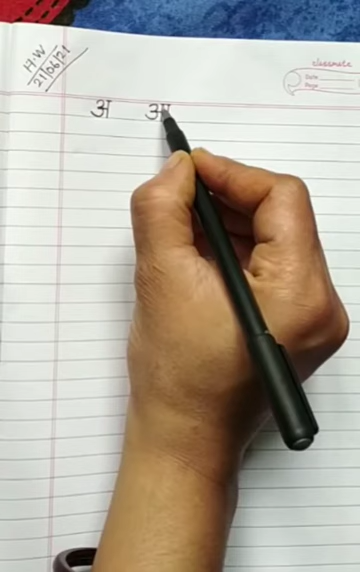 H.W
21/06/21
classmate
Date
Page
अ अ